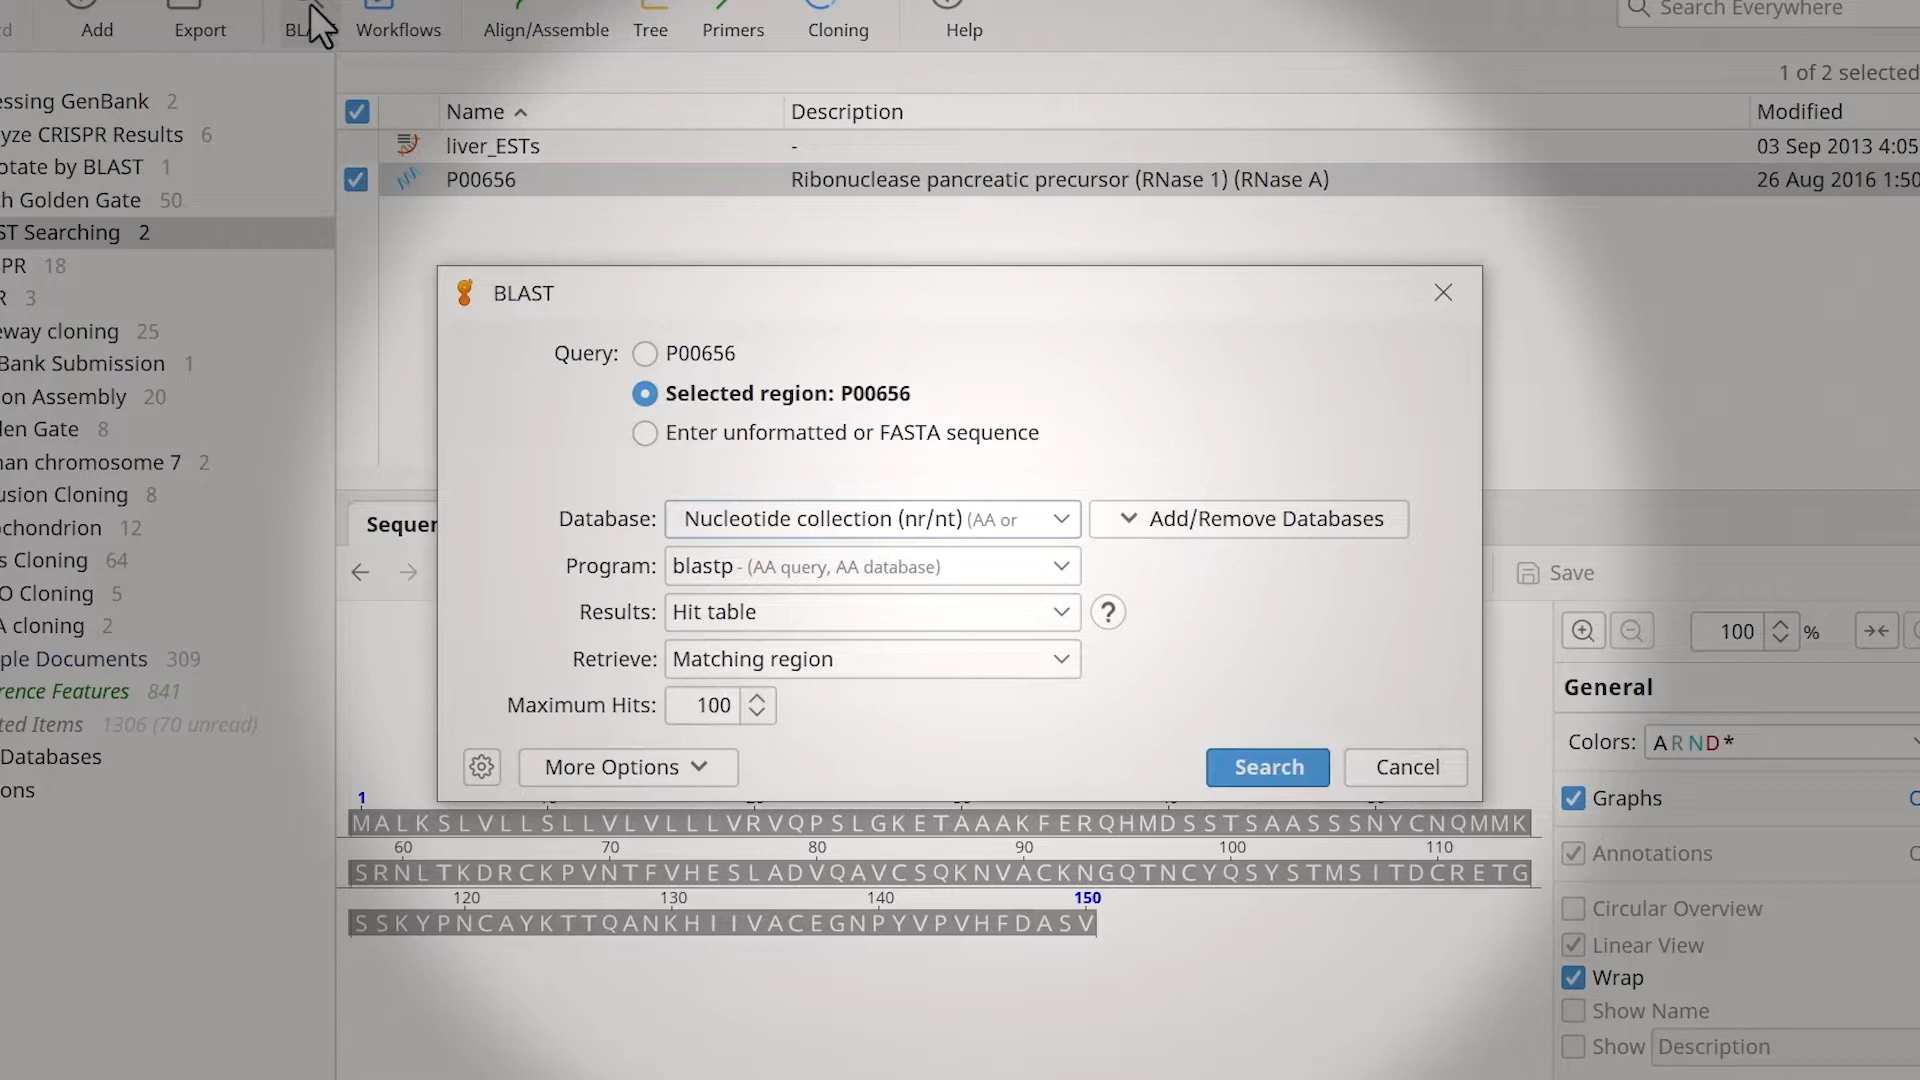 rd Add Export BLA Workflows Align/Assemble Tree Primers Cloning Help Search Everywhere
1 of 2 selected
Name Description Modified
liver_ESTs - 03 Sep 2013 4:05
P00656 Ribonuclease pancreatic precursor (RNase 1) (RNase A) 26 Aug 2016 1:50
essing GenBank 2
yze CRISPR Results 6
otate by BLAST 1
ch Golden Gate 50
ST Searching 2
PR 18
R 3
eway cloning 25
Bank Submission 1
on Assembly 20
len Gate 8
nan chromosome 7 2
usion Cloning 8
ochondrion 12
s Cloning 64
O Cloning 5
A cloning 2
ple Documents 309
rence Features 841
ted Items 1306 (70 unread)
Databases
ons
BLAST
Query: P00656
Selected region: P00656
Enter unformatted or FASTA sequence
Database: Nucleotide collection (nr/nt) (AA or Add/Remove Databases
Program: blastp - (AA query, AA database)
Results: Hit table ?
Retrieve: Matching region
Maximum Hits: 100
More Options Search Cancel
Sequer
Save
100 %
General
Colors: A R N D *
Graphs
Annotations
Circular Overview
Linear View
Wrap
Show Name
Show Description
1
MALKSLVLLSLLVLVLLLVRVQPSLGKETAAAKFERQHMDSSTSAASSSNYCNQMMK
60 70 80 90 100 110
SRNLTKDRCKPVNTFVHESLADVQAVCSQKNVACKNGQTNCYQSYSTMSITDCRETG
120 130 140 150
SSKYPNCAYKTTQANKHIIVACEGNPYVPVHFDASV